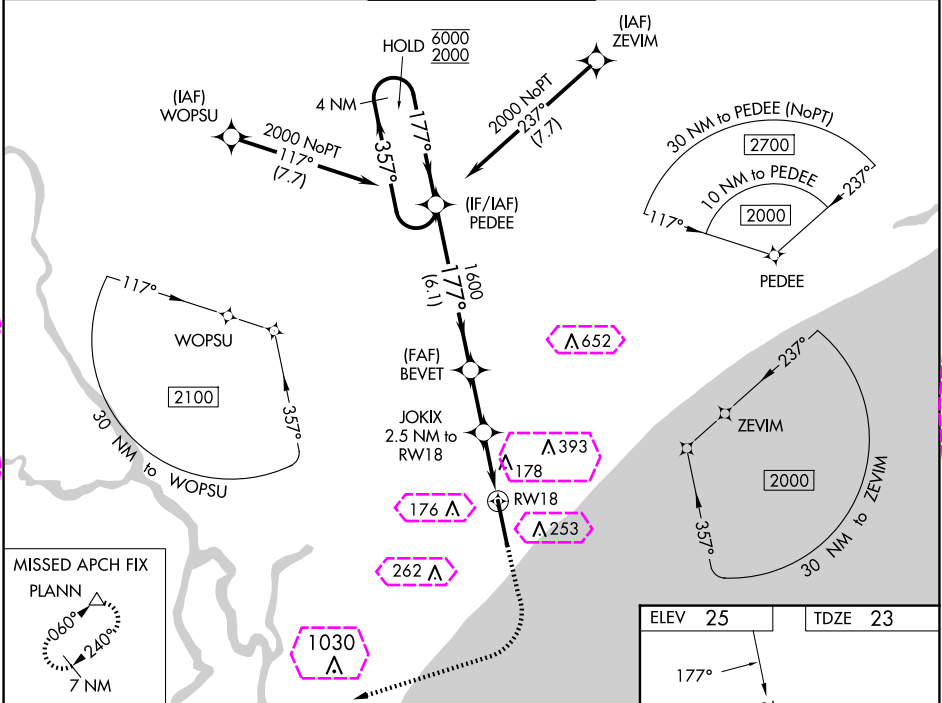 (IAF)
ZEVIM
HOLD 6000
2000
4 NM
(IAF)
WOPSU
2000 NoPT
117°
(7.7)
2000 NoPT
237°
(7.7)
177°
357°
(IF/IAF)
PEDEE
30 NM to PEDEE (NoPT)
2700
10 NM to PEDEE
2000
117°
237°
PEDEE
1600
177°
(6.1)
117°
WOPSU
2100
357°
30 NM to WOPSU
(FAF)
BEVET
652
JOKIX
2.5 NM to
RW18
393
178
RW18
176
253
262
1030
237°
ZEVIM
2000
357°
30 NM to ZEVIM
MISSED APCH FIX
PLANN
060°
240°
7 NM
ELEV 25
TDZE 23
177°